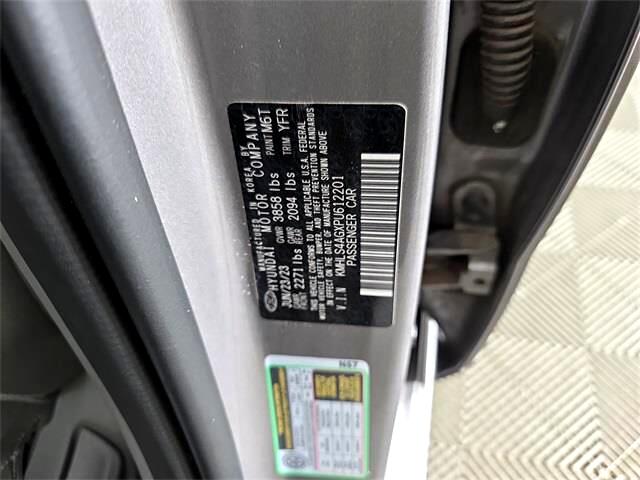 MANUFACTURED IN KOREA BY
HYUNDAI MOTOR COMPANY
JUN/23/23 GVWR 3858 lbs PAINT M6T
GAWR FRONT 2271 lbs GAWR REAR 2094 lbs TRIM YFR
THIS VEHICLE CONFORMS TO ALL APPLICABLE U.S.A. FEDERAL
MOTOR VEHICLE SAFETY, BUMPER, AND THEFT PREVENTION STANDARDS
IN EFFECT ON THE DATE OF MANUFACTURE SHOWN ABOVE
V.I.N KMHLS4AGXPU612201
PASSENGER CAR
N57